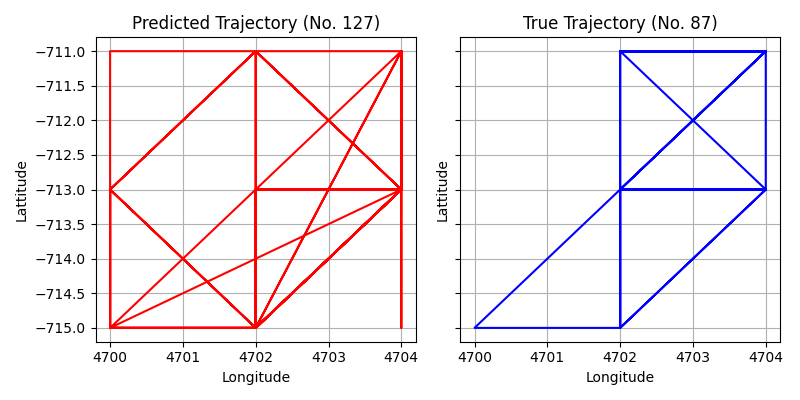 Predicted Trajectory (No. 127)
True Trajectory (No. 87)
Lattitude
−711.0
−711.5
−712.0
−712.5
−713.0
−713.5
−714.0
−714.5
−715.0
4700 4701 4702 4703 4704
Longitude
Lattitude
4700 4701 4702 4703 4704
Longitude